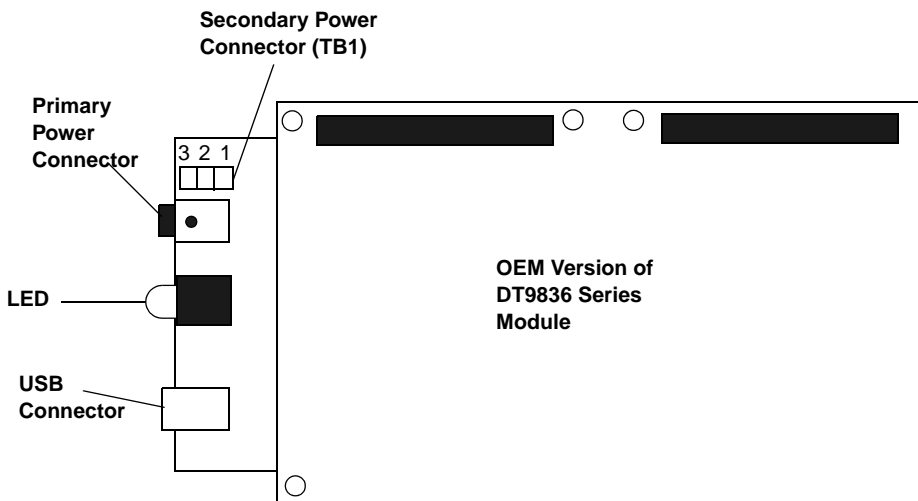 Secondary Power
Connector (TB1)
Primary
Power
Connector
3 2 1
OEM Version of
DT9836 Series
Module
LED
USB
Connector